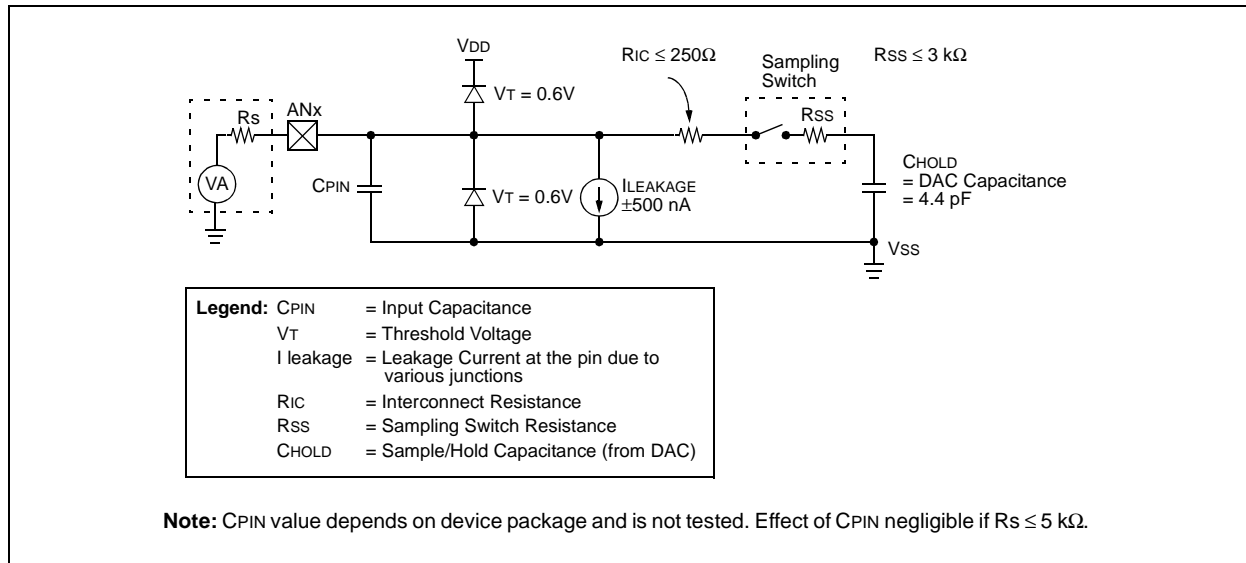 VDD
RIC ≤ 250Ω
Sampling
Switch
RSS ≤ 3 kΩ
VT = 0.6V
Rs
ANx
RSS
VA
CPIN
VT = 0.6V
ILEAKAGE
±500 nA
CHOLD
= DAC Capacitance
= 4.4 pF
VSS
Legend: CPIN = Input Capacitance
VT = Threshold Voltage
I leakage = Leakage Current at the pin due to
various junctions
RIC = Interconnect Resistance
RSS = Sampling Switch Resistance
CHOLD = Sample/Hold Capacitance (from DAC)
Note: CPIN value depends on device package and is not tested. Effect of CPIN negligible if Rs ≤ 5 kΩ.